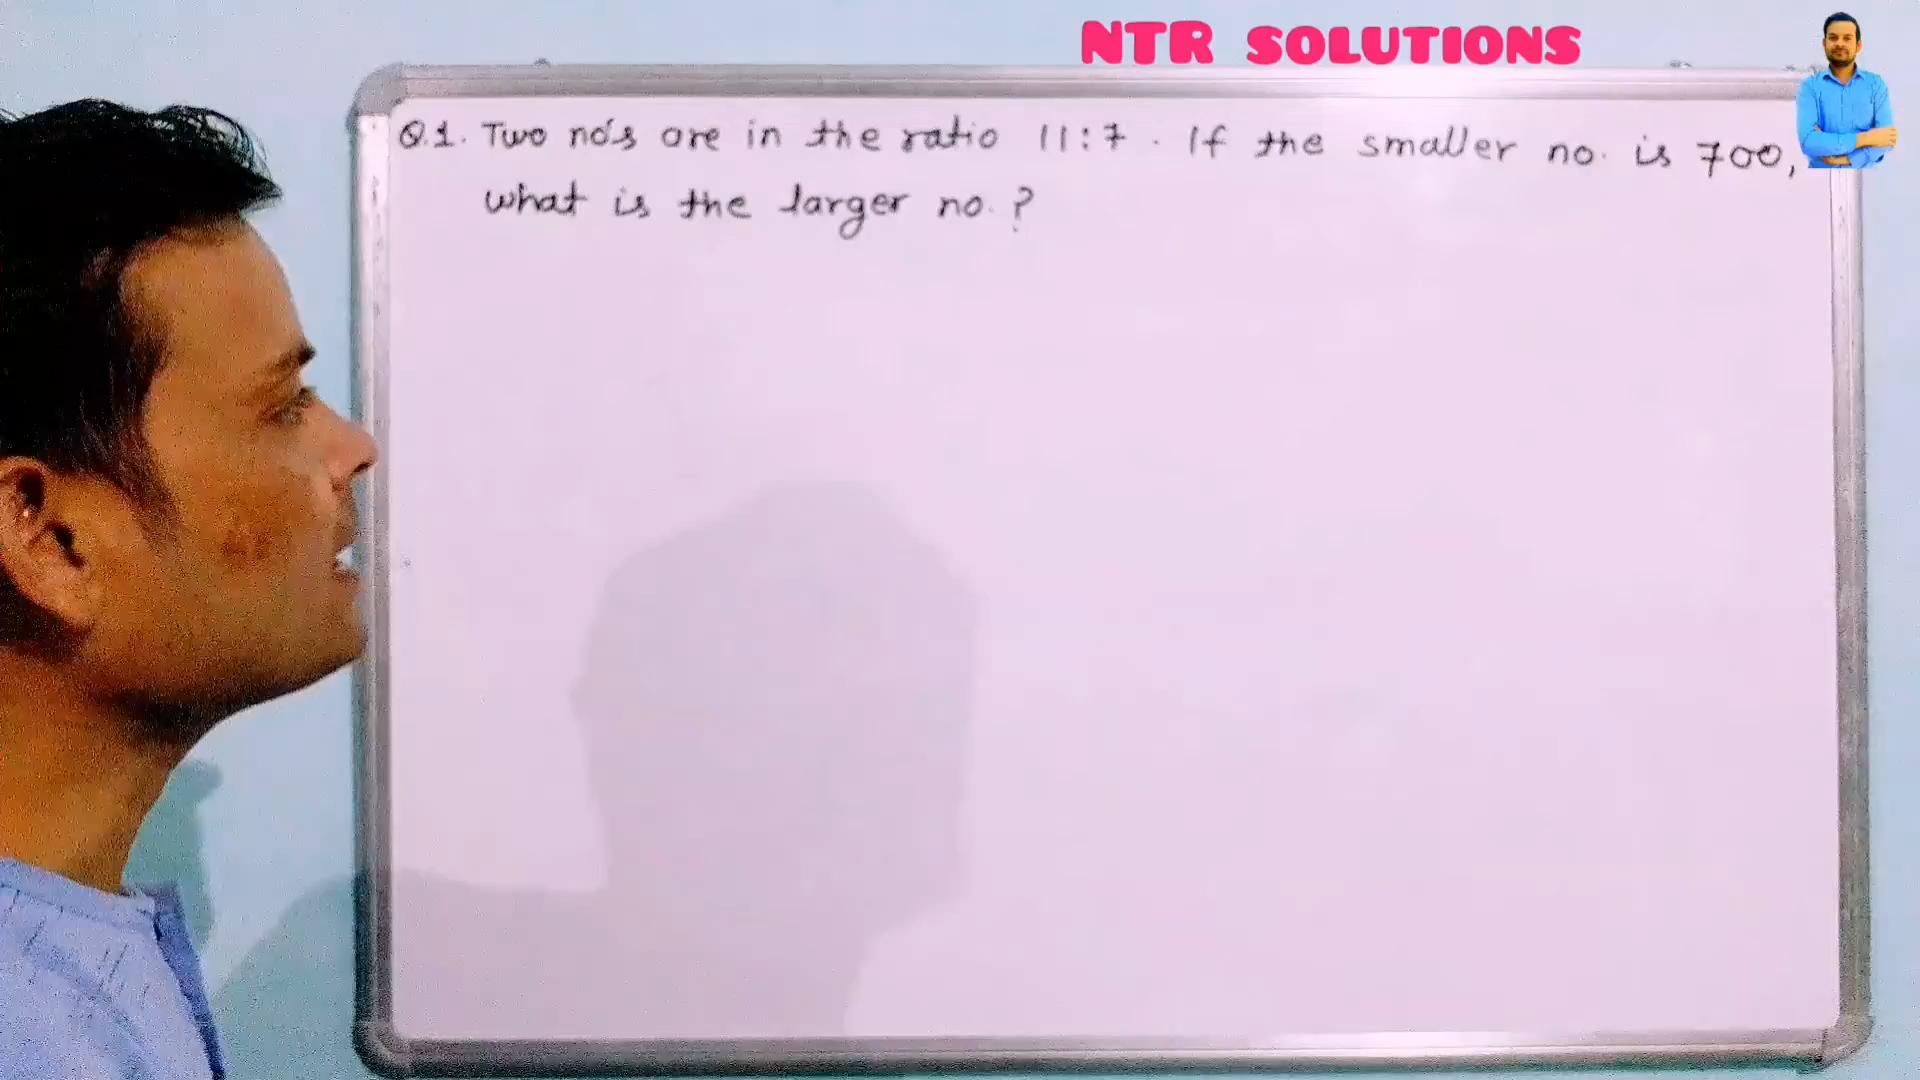 NTR SOLUTIONS
Q.1. Two no's are in the ratio 11:7. If the smaller no. is 700,
what is the larger no.?